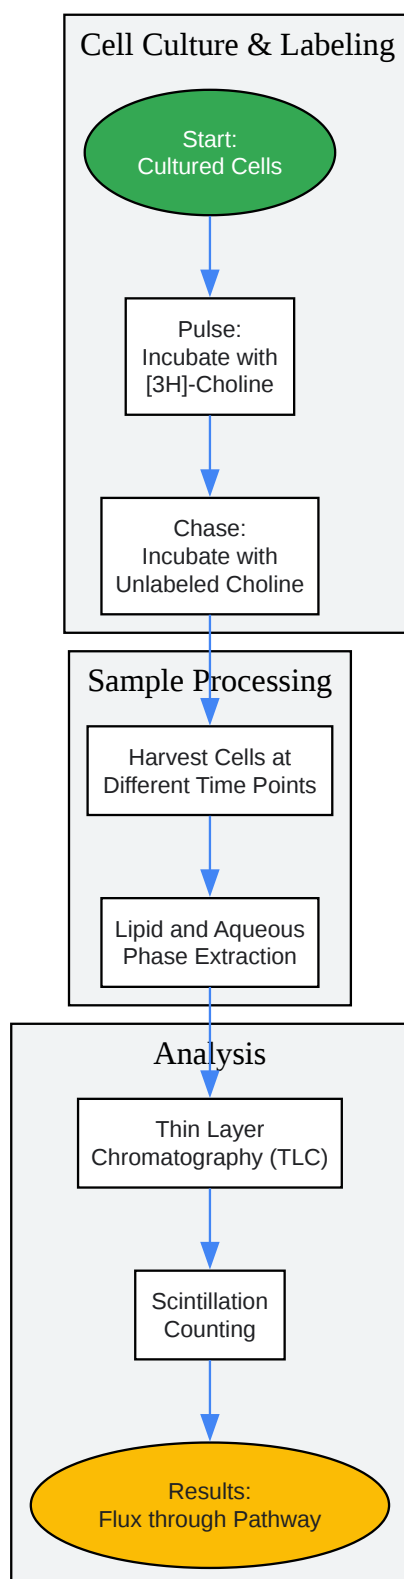 Cell Culture & Labeling
Start:
Cultured Cells
Pulse:
Incubate with
[3H]-Choline
Chase:
Incubate with
Unlabeled Choline
Sample Processing
Harvest Cells at
Different Time Points
Lipid and Aqueous
Phase Extraction
Analysis
Thin Layer
Chromatography (TLC)
Scintillation
Counting
Results:
Flux through Pathway